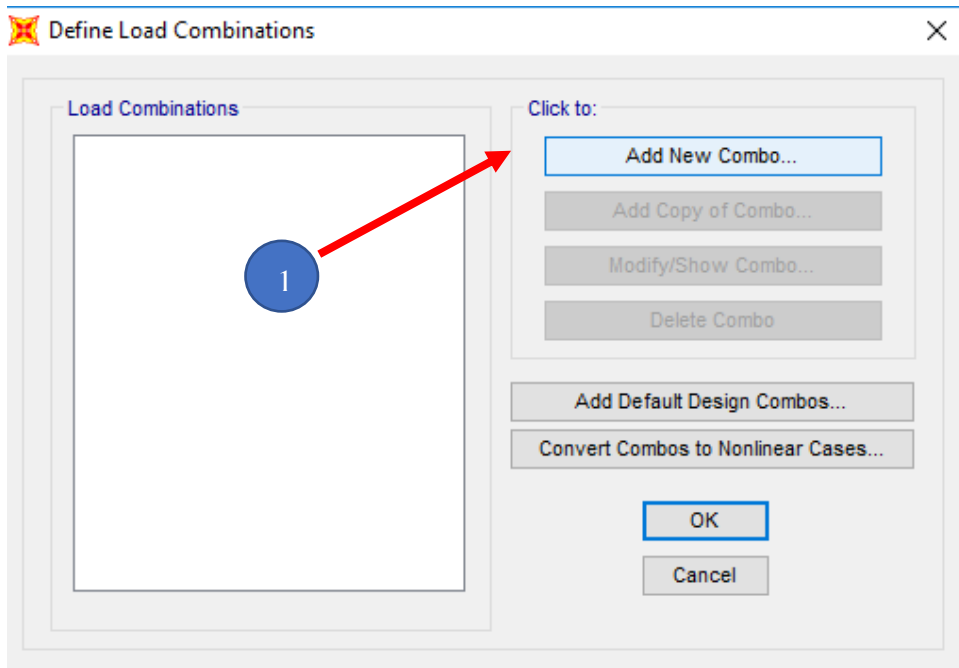 Define Load Combinations
Load Combinations
Click to:
Add New Combo...
Add Copy of Combo...
Modify/Show Combo...
Delete Combo
1
Add Default Design Combos...
Convert Combos to Nonlinear Cases...
OK
Cancel